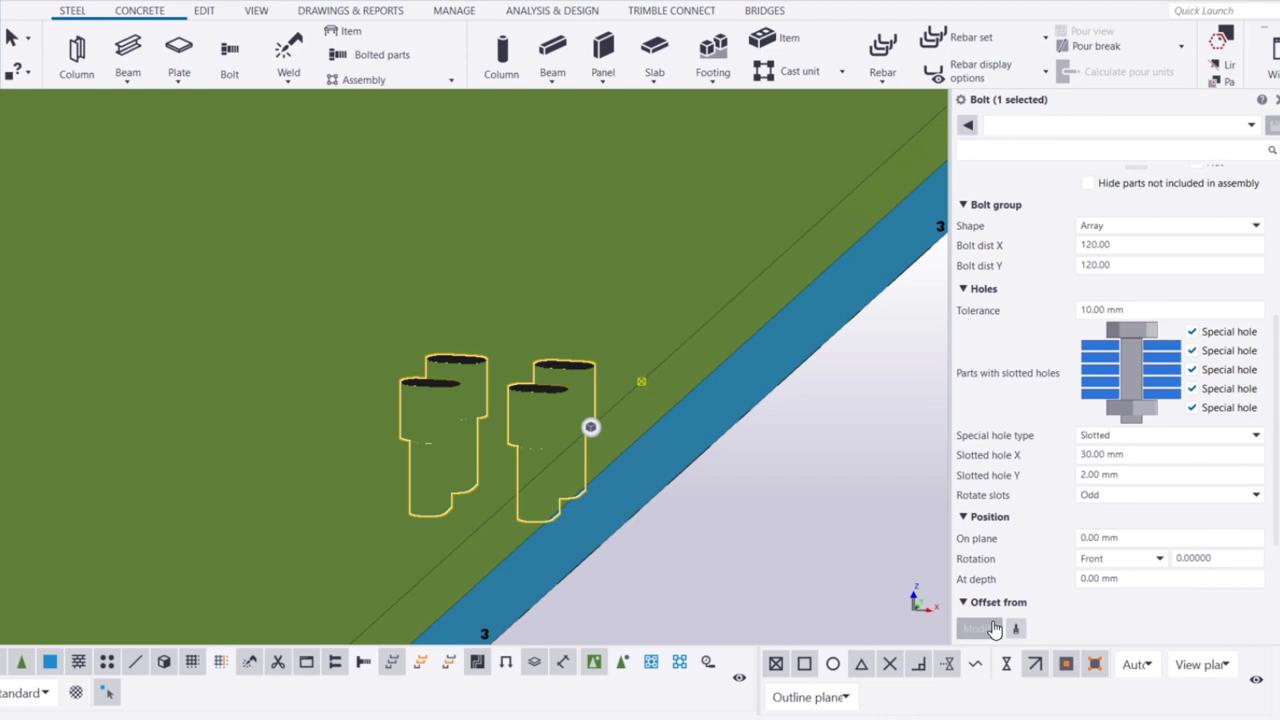 STEEL CONCRETE EDIT VIEW DRAWINGS & REPORTS MANAGE ANALYSIS & DESIGN TRIMBLE CONNECT BRIDGES Quick Launch
Column Beam Plate Bolt Weld
Item
Bolted parts
Assembly
Column Beam Panel Slab Footing
Item
Cast unit
Rebar
Rebar set
Rebar display options
Pour view
Pour break
Calculate pour units
Lir
Pa
Wi
Bolt (1 selected)
Hide parts not included in assembly
Bolt group
Shape Array
Bolt dist X 120.00
Bolt dist Y 120.00
Holes
Tolerance 10.00 mm
Special hole
Special hole
Parts with slotted holes Special hole
Special hole
Special hole
Special hole type Slotted
Slotted hole X 30.00 mm
Slotted hole Y 2.00 mm
Rotate slots Odd
Position
On plane 0.00 mm
Rotation Front 0.00000
At depth 0.00 mm
Offset from
3
3
z
x
Auto View plar
tandard Outline plane